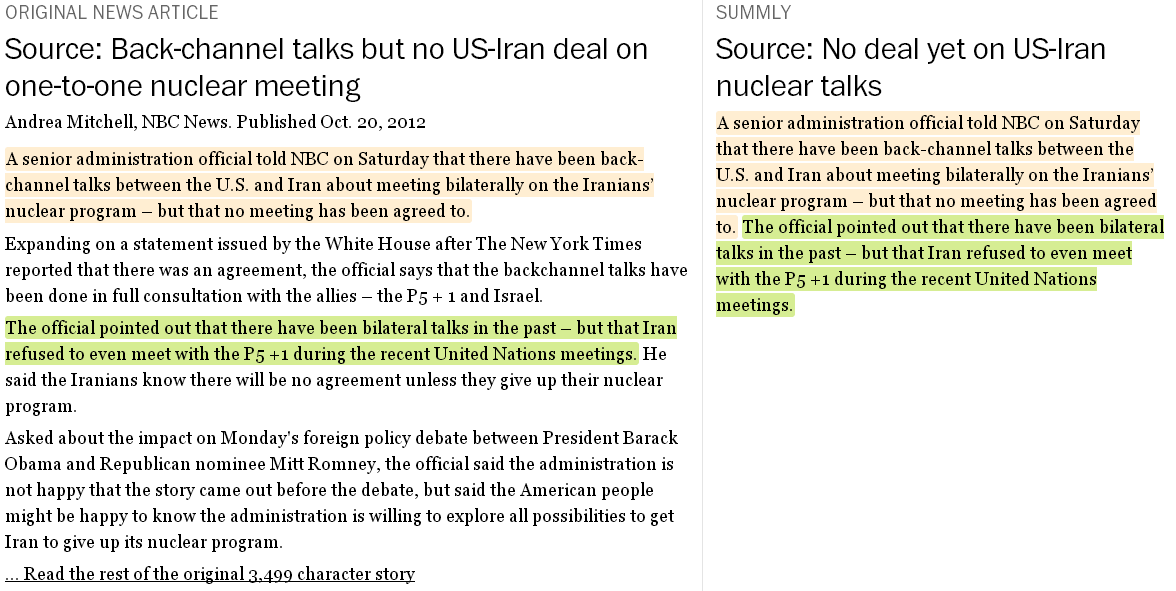 ORIGINAL NEWS ARTICLE
Source: Back-channel talks but no US-Iran deal on
one-to-one nuclear meeting
Andrea Mitchell, NBC News. Published Oct. 20, 2012
A senior administration official told NBC on Saturday that there have been back-
channel talks between the U.S. and Iran about meeting bilaterally on the Iranians’
nuclear program – but that no meeting has been agreed to.
Expanding on a statement issued by the White House after The New York Times
reported that there was an agreement, the official says that the backchannel talks have
been done in full consultation with the allies – the P5 + 1 and Israel.
The official pointed out that there have been bilateral talks in the past – but that Iran
refused to even meet with the P5 +1 during the recent United Nations meetings. He
said the Iranians know there will be no agreement unless they give up their nuclear
program.
Asked about the impact on Monday's foreign policy debate between President Barack
Obama and Republican nominee Mitt Romney, the official said the administration is
not happy that the story came out before the debate, but said the American people
might be happy to know the administration is willing to explore all possibilities to get
Iran to give up its nuclear program.
... Read the rest of the original 3,499 character story
SUMMLY
Source: No deal yet on US-Iran
nuclear talks
A senior administration official told NBC on Saturday
that there have been back-channel talks between the
U.S. and Iran about meeting bilaterally on the Iranians’
nuclear program – but that no meeting has been agreed
to. The official pointed out that there have been bilateral
talks in the past – but that Iran refused to even meet
with the P5 +1 during the recent United Nations
meetings.